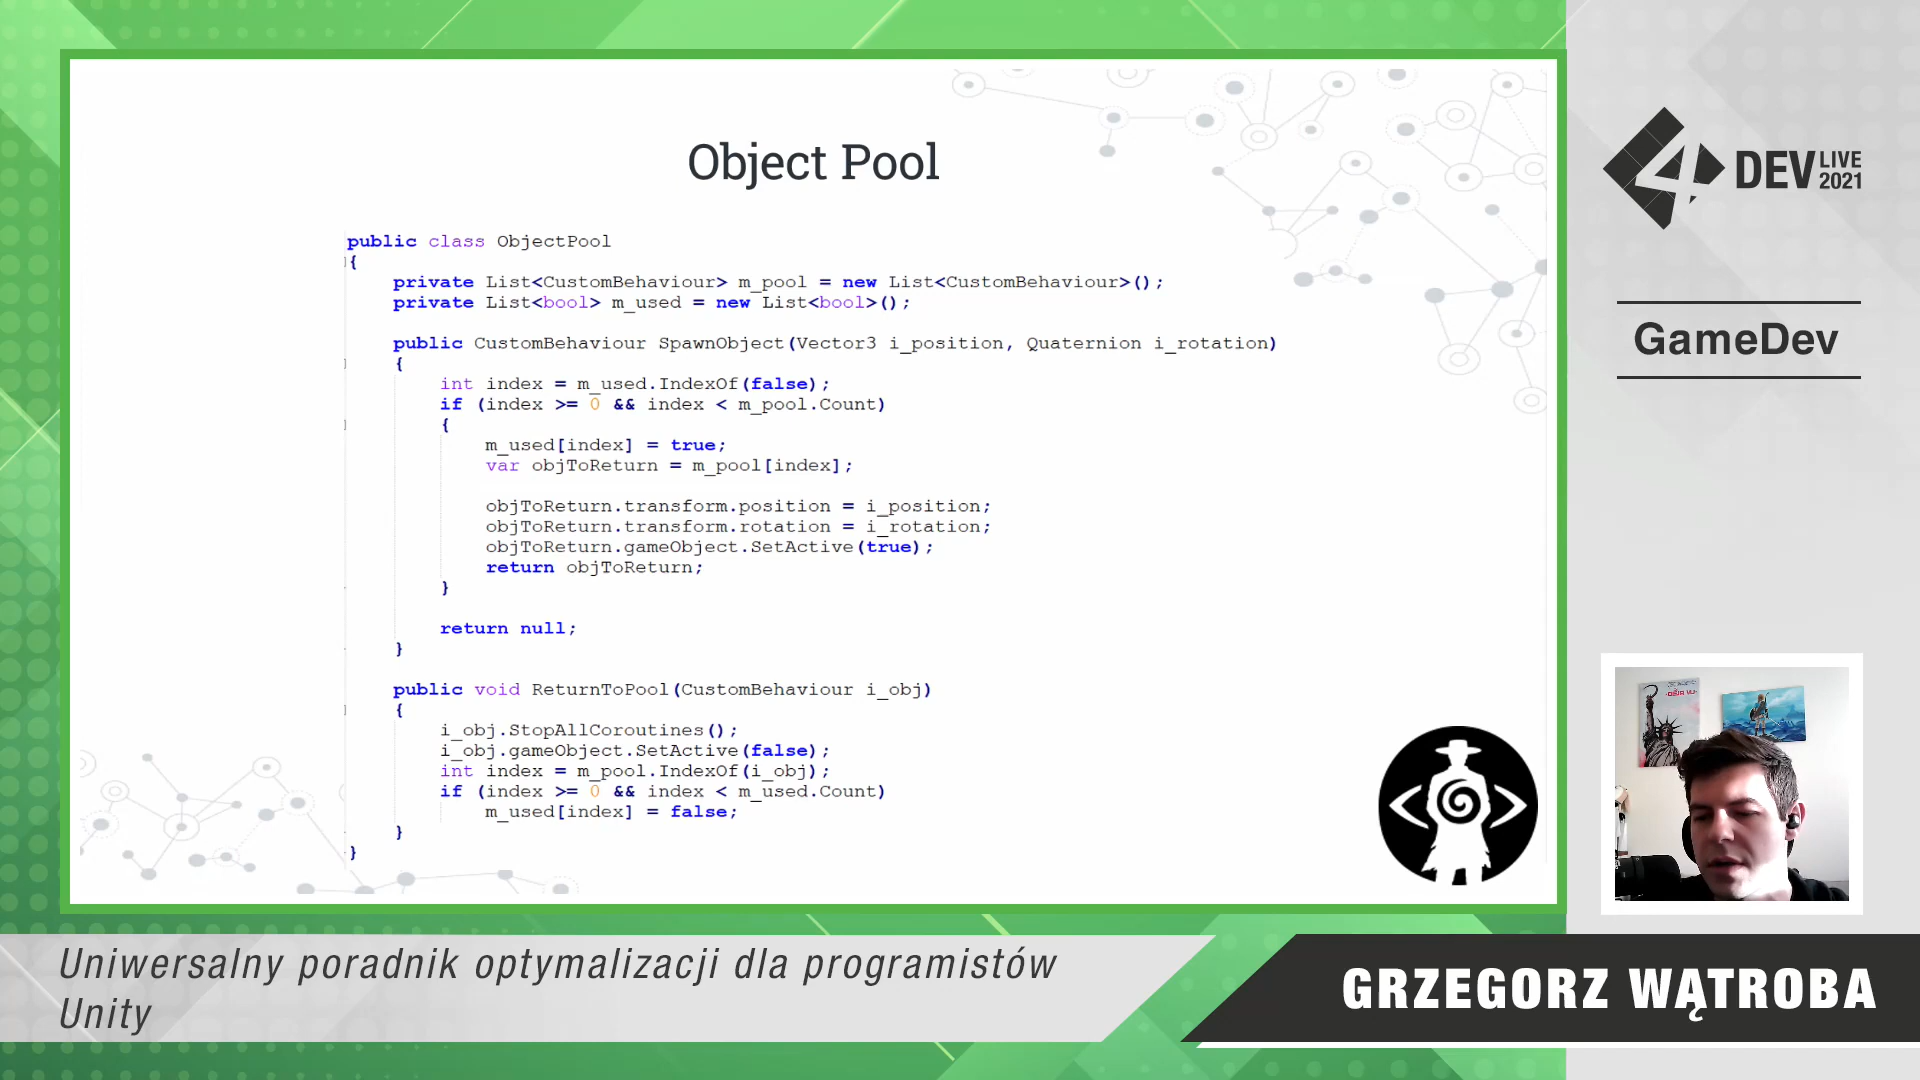 Object Pool
public class ObjectPool
{
private List<CustomBehaviour> m_pool = new List<CustomBehaviour>();
private List<bool> m_used = new List<bool>();
public CustomBehaviour SpawnObject(Vector3 i_position, Quaternion i_rotation)
{
int index = m_used.IndexOf(false);
if (index >= 0 && index < m_pool.Count)
{
m_used[index] = true;
var objToReturn = m_pool[index];
objToReturn.transform.position = i_position;
objToReturn.transform.rotation = i_rotation;
objToReturn.gameObject.SetActive(true);
return objToReturn;
}
return null;
}
public void ReturnToPool(CustomBehaviour i_obj)
{
i_obj.StopAllCoroutines();
i_obj.gameObject.SetActive(false);
int index = m_pool.IndexOf(i_obj);
if (index >= 0 && index < m_used.Count)
m_used[index] = false;
}
}
4 DEV LIVE 2021
GameDev
Uniwersalny poradnik optymalizacji dla programistów
Unity
GRZEGORZ WĄTROBA